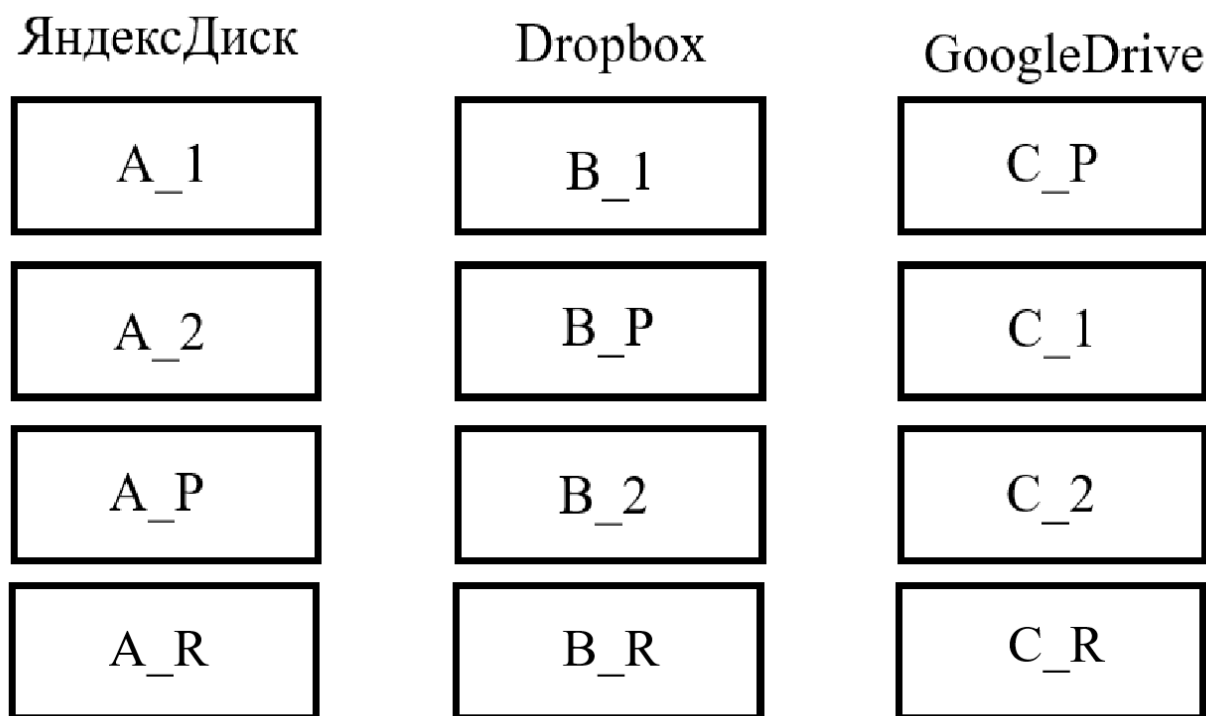 ЯндексДиск Dropbox GoogleDrive
A_1 B_1 C_P
A_2 B_P C_1
A_P B_2 C_2
A_R B_R C_R